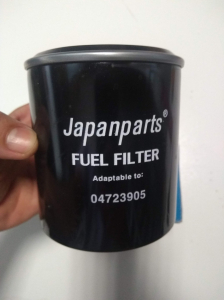 Japanparts®
FUEL FILTER
Adaptable to:
04723905